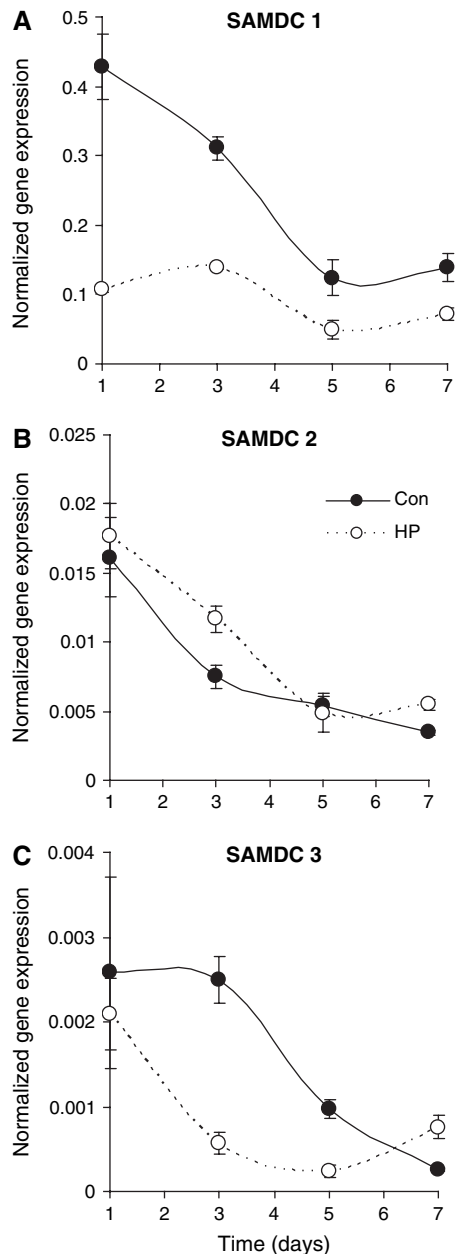 A
SAMDC 1
Normalized gene expression
0.5
0.4
0.3
0.2
0.1
0
1 2 3 4 5 6 7
B
SAMDC 2
Normalized gene expression
0.025
0.02
0.015
0.01
0.005
0
Con
HP
1 2 3 4 5 6 7
C
SAMDC 3
Normalized gene expression
0.004
0.003
0.002
0.001
0
1 2 3 4 5 6 7
Time (days)